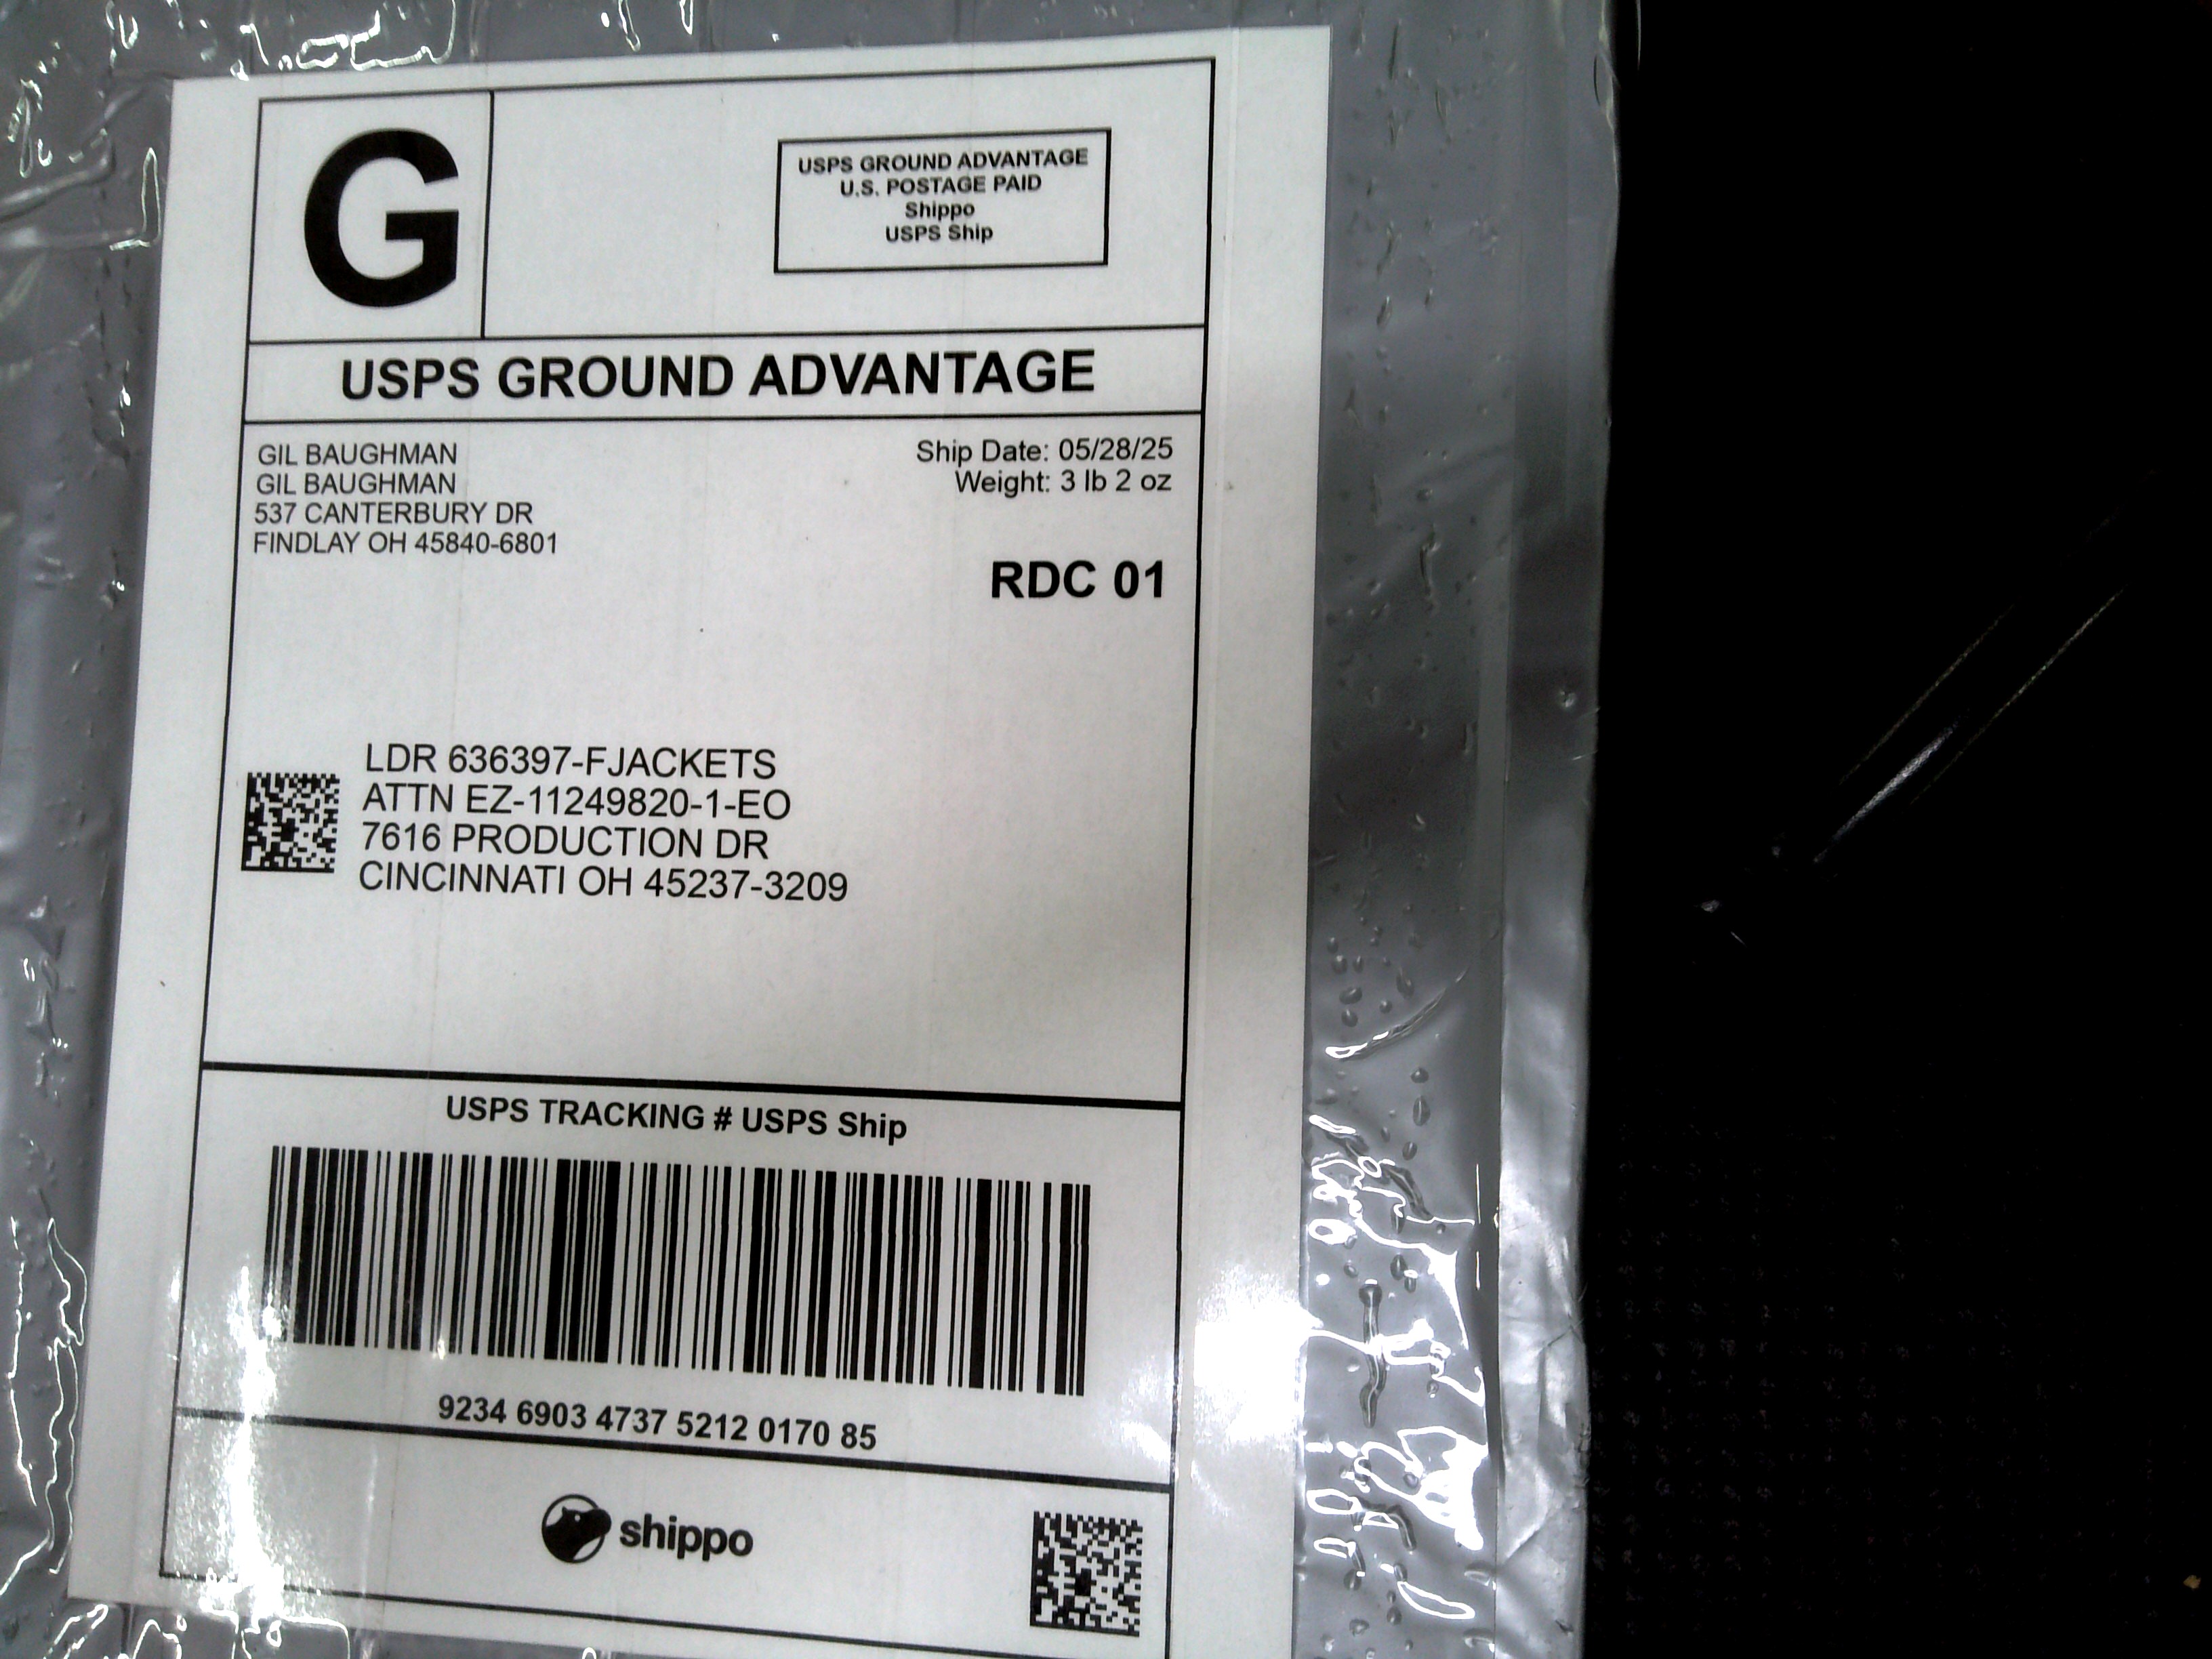 G
USPS GROUND ADVANTAGE
U.S. POSTAGE PAID
Shippo
USPS Ship
USPS GROUND ADVANTAGE
GIL BAUGHMAN
GIL BAUGHMAN
537 CANTERBURY DR
FINDLAY OH 45840-6801
Ship Date: 05/28/25
Weight: 3 lb 2 oz
RDC 01
LDR 636397-FJACKETS
ATTN EZ-11249820-1-EO
7616 PRODUCTION DR
CINCINNATI OH 45237-3209
USPS TRACKING # USPS Ship
9234 6903 4737 5212 0170 85
shippo